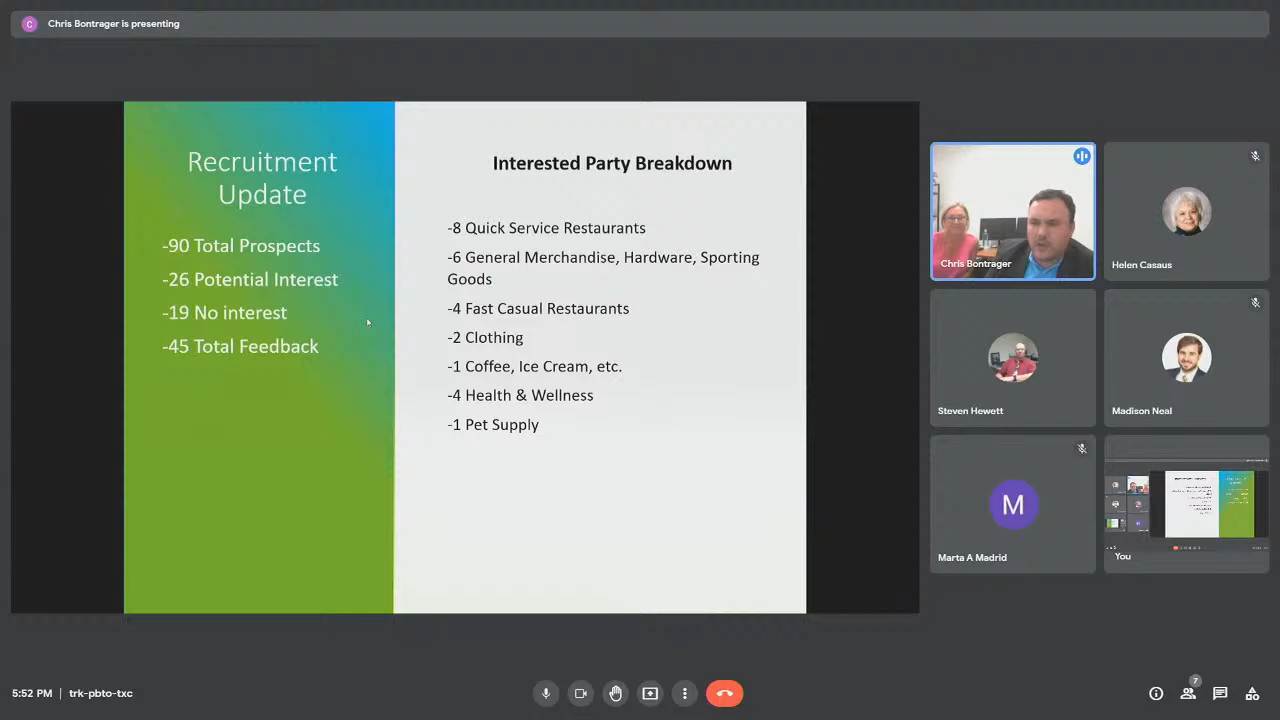 C
Chris Bontrager is presenting
Recruitment
Update
-90 Total Prospects
-26 Potential Interest
-19 No interest
-45 Total Feedback
Interested Party Breakdown
-8 Quick Service Restaurants
-6 General Merchandise, Hardware, Sporting
Goods
-4 Fast Casual Restaurants
-2 Clothing
-1 Coffee, Ice Cream, etc.
-4 Health & Wellness
-1 Pet Supply
Chris Bontrager
Helen Casaus
Steven Hewett
Madison Neal
M
Marta A Madrid
You
5:52 PM | trk-pbto-txc
7